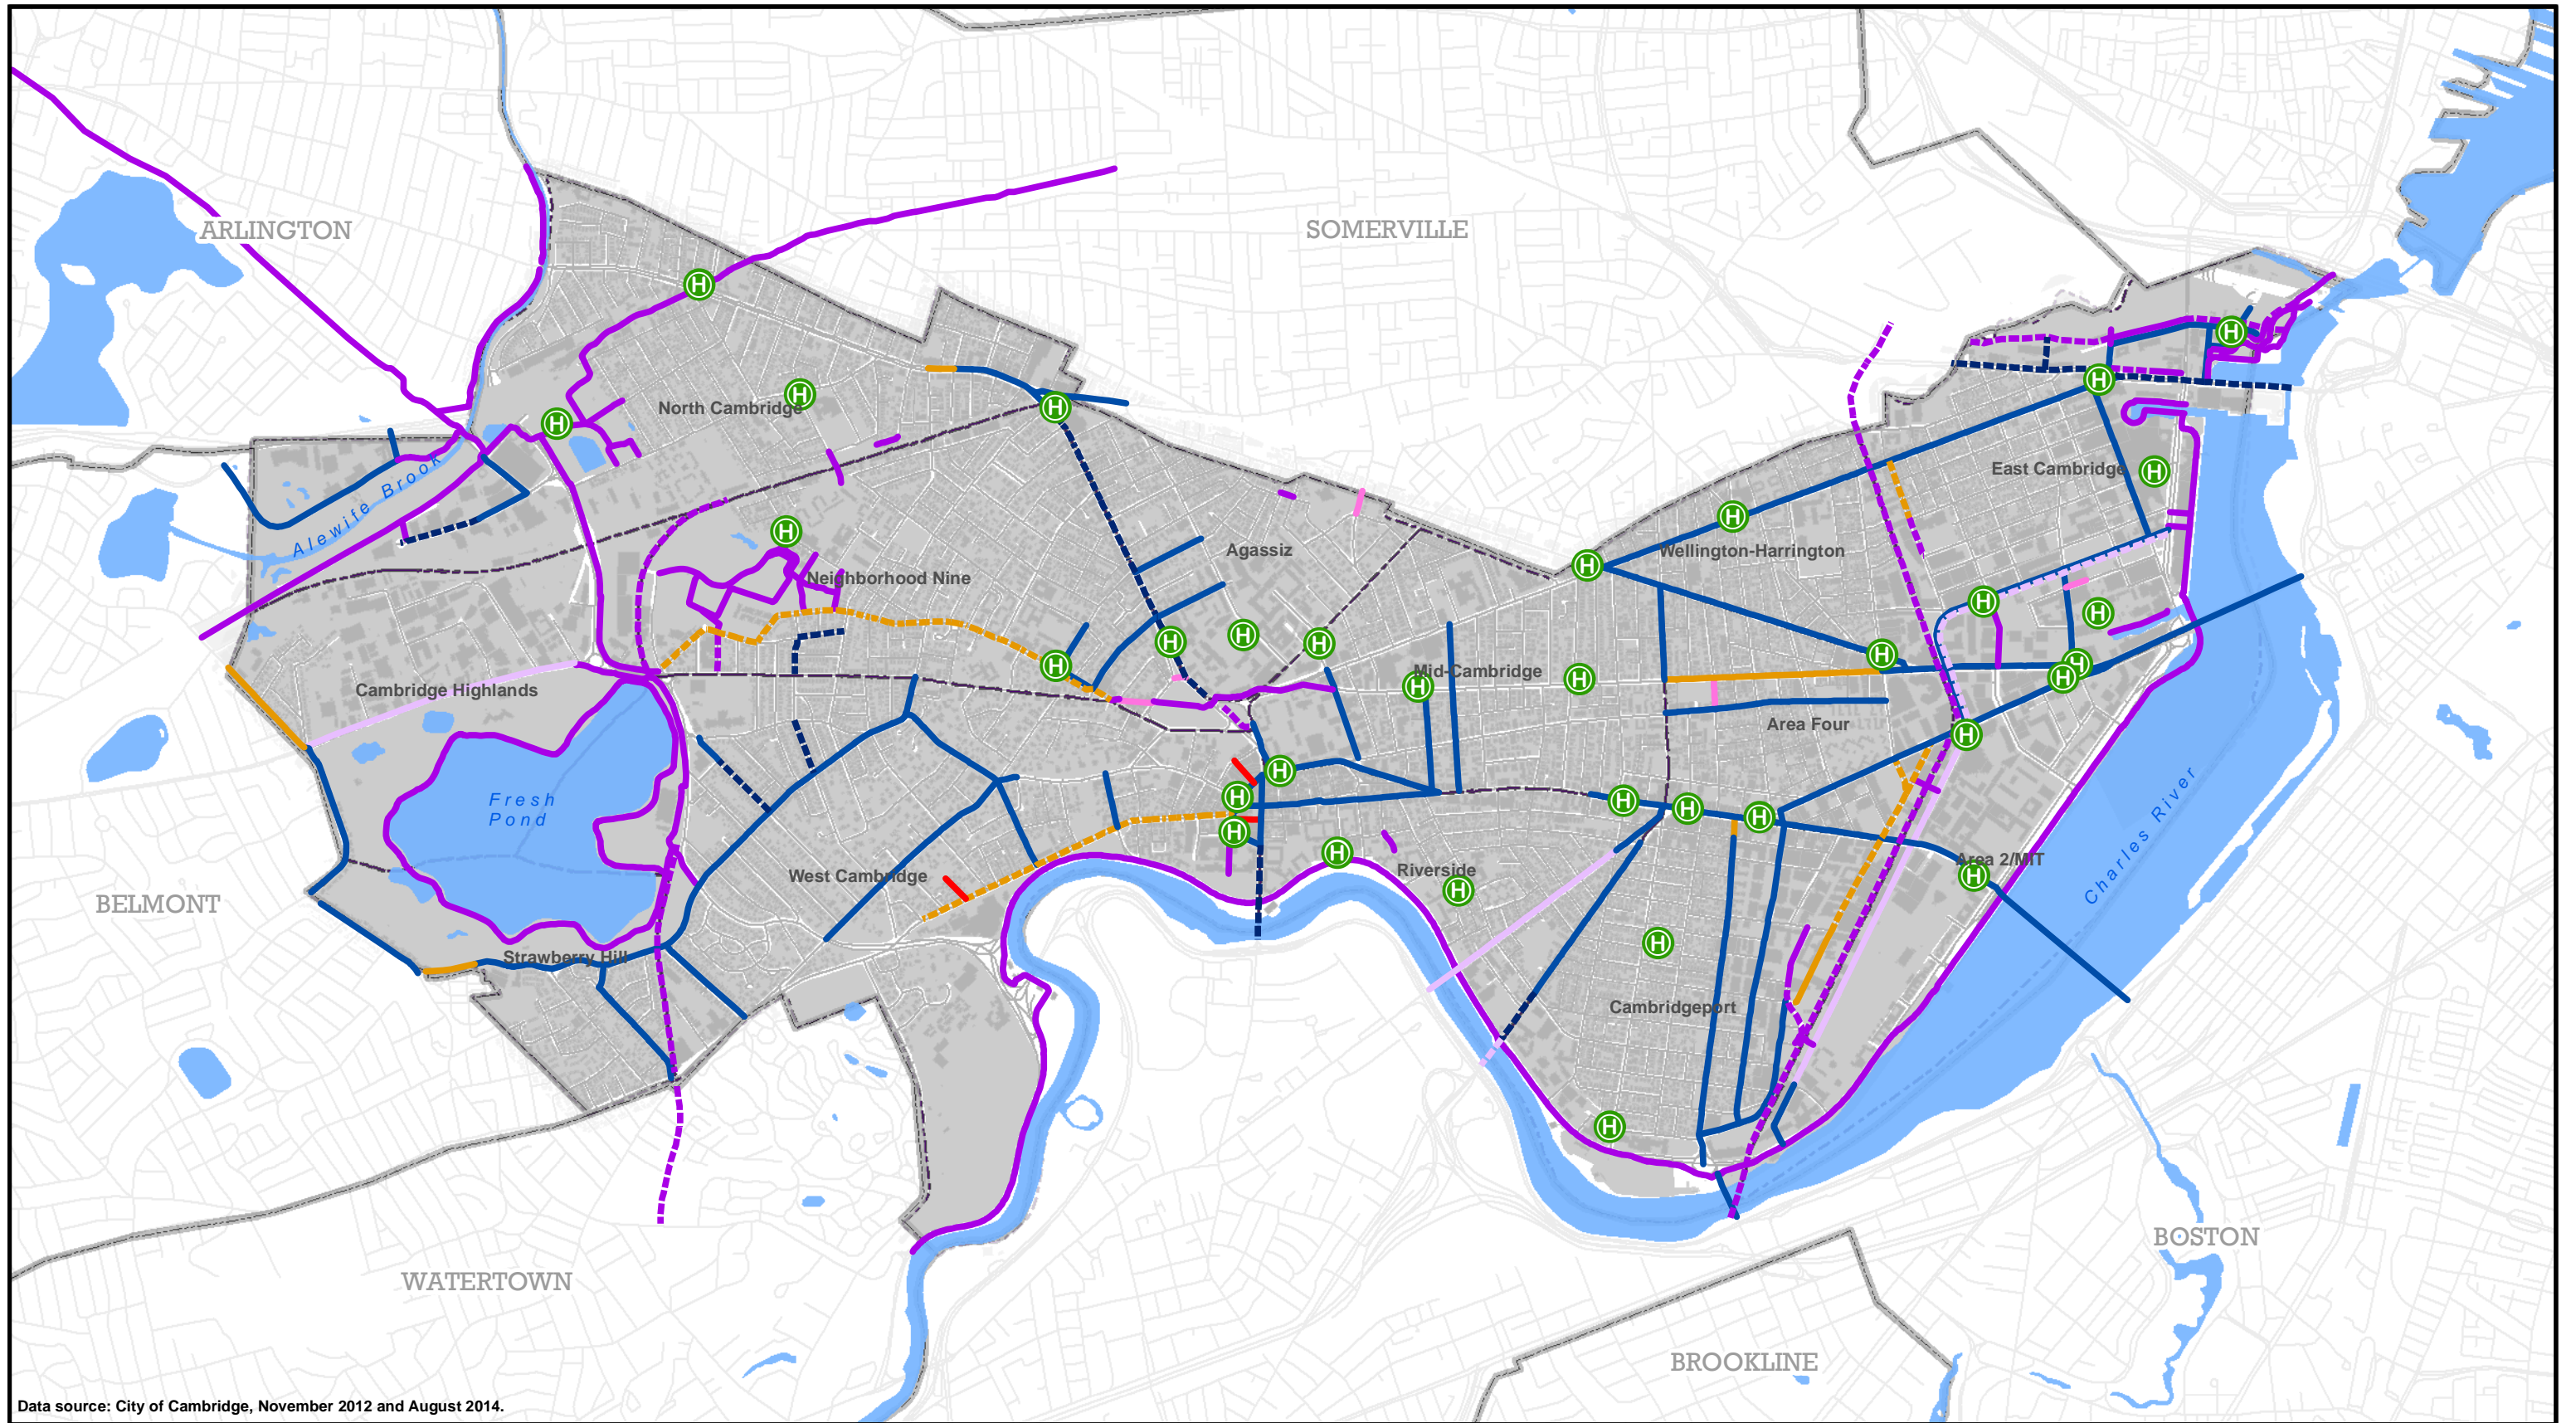 ARLINGTON
SOMERVILLE
H
H
H
North Cambridge
H
H
H
H
East Cambridge
H
Alewife Brook
H
H
Agassiz
H
Wellington-Harrington
Neighborhood Nine
H
H
H
H
H
H
H
Mid-Cambridge
H
H
H
H
Cambridge Highlands
H
Area Four
H
H
H
Fresh
Pond
H
H
H
H
Charles River
H
H
Area 2/MIT
Riverside
H
West Cambridge
H
BELMONT
H
Strawberry Hill
Cambridgeport
H
BOSTON
WATERTOWN
BROOKLINE
Data source: City of Cambridge, November 2012 and August 2014.